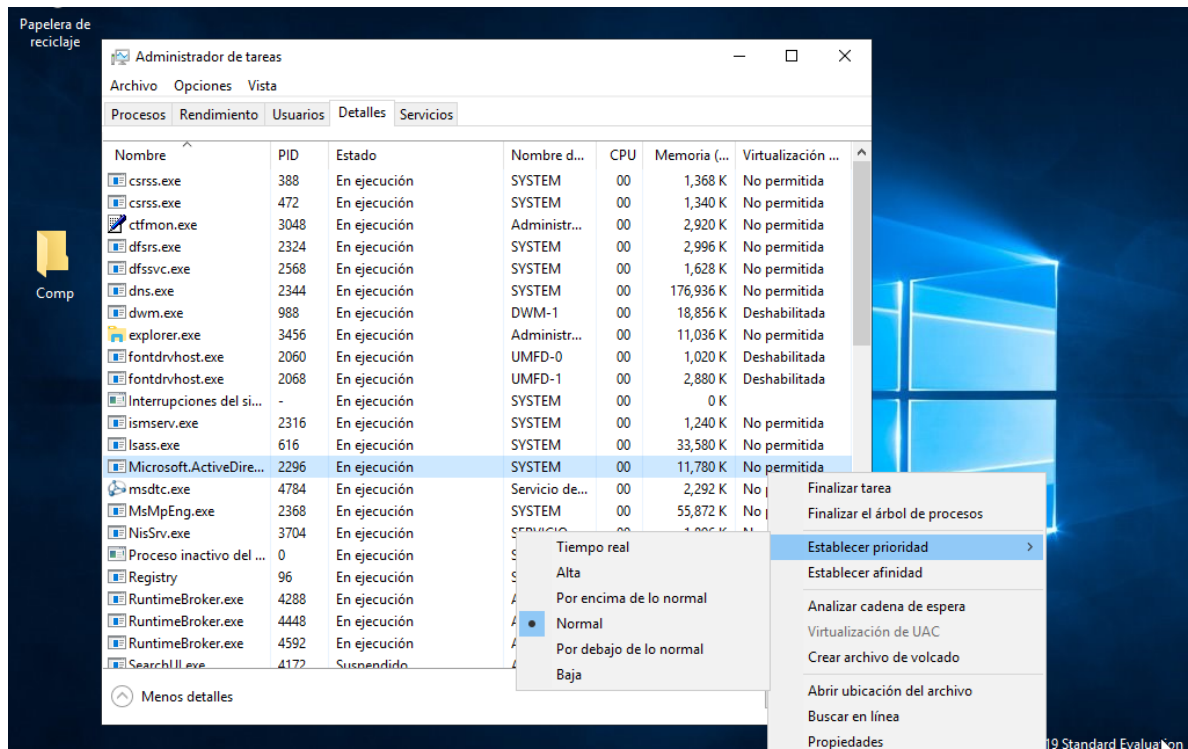 Papelera de
reciclaje
Administrador de tareas
Archivo Opciones Vista
Procesos Rendimiento Usuarios Detalles Servicios
Nombre PID Estado Nombre d... CPU Memoria (... Virtualización ...
csrss.exe 388 En ejecución SYSTEM 00 1,368 K No permitida
csrss.exe 472 En ejecución SYSTEM 00 1,340 K No permitida
ctfmon.exe 3048 En ejecución Administr... 00 2,920 K No permitida
dfsrs.exe 2324 En ejecución SYSTEM 00 2,996 K No permitida
dfssvc.exe 2568 En ejecución SYSTEM 00 1,628 K No permitida
Comp
dns.exe 2344 En ejecución SYSTEM 00 176,936 K No permitida
dwm.exe 988 En ejecución DWM-1 00 18,856 K Deshabilitada
explorer.exe 3456 En ejecución Administr... 00 11,036 K No permitida
fontdrvhost.exe 2060 En ejecución UMFD-0 00 1,020 K Deshabilitada
fontdrvhost.exe 2068 En ejecución UMFD-1 00 2,880 K Deshabilitada
Interrupciones del si... - En ejecución SYSTEM 00 0 K
ismserv.exe 2316 En ejecución SYSTEM 00 1,240 K No permitida
lsass.exe 616 En ejecución SYSTEM 00 33,580 K No permitida
Microsoft.ActiveDire... 2296 En ejecución SYSTEM 00 11,780 K No permitida
msdtc.exe 4784 En ejecución Servicio de... 00 2,292 K No
MsMpEng.exe 2368 En ejecución SYSTEM 00 55,872 K No
NisSrv.exe 3704 En ejecución
Proceso inactivo del ... 0 En ejecución
Registry 96 En ejecución
RuntimeBroker.exe 4288 En ejecución
RuntimeBroker.exe 4448 En ejecución
RuntimeBroker.exe 4592 En ejecución
SearchUI.exe 4172 Suspendido
Menos detalles
Finalizar tarea
Finalizar el árbol de procesos
Establecer prioridad
Establecer afinidad
Analizar cadena de espera
Virtualización de UAC
Crear archivo de volcado
Abrir ubicación del archivo
Buscar en línea
Propiedades
Tiempo real
Alta
Por encima de lo normal
Normal
Por debajo de lo normal
Baja
19 Standard Evaluation